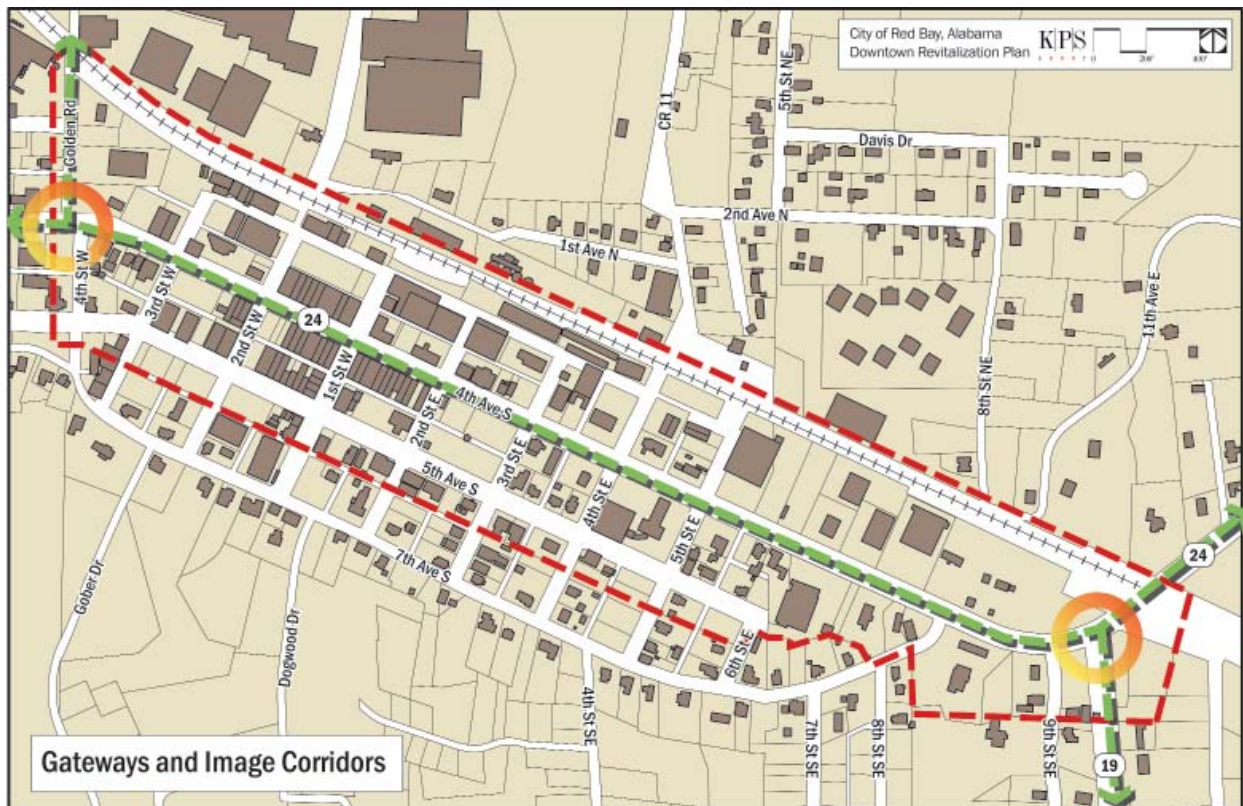 City of Red Bay, Alabama
Downtown Revitalization Plan
KPS
0
200'
400'
Golden Rd
CR 11
5th St NE
Davis Dr
2nd Ave N
1st Ave N
4th St W
3rd St W
2nd St W
24
1st St W
4th Ave S
2nd St E
3rd St E
4th St E
5th St E
6th St E
5th Ave S
7th Ave S
8th St NE
11th Ave E
24
Gober Dr
Dogwood Dr
4th St SE
7th St SE
8th St SE
9th St SE
19
Gateways and Image Corridors